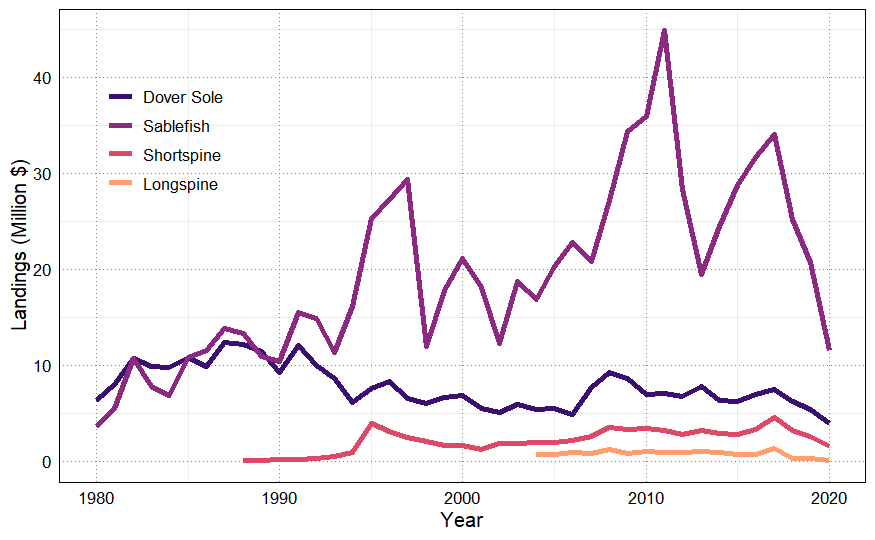 40
30
20
10
0
Landings (Million $)
Dover Sole
Sablefish
Shortspine
Longspine
1980 1990 2000 2010 2020
Year